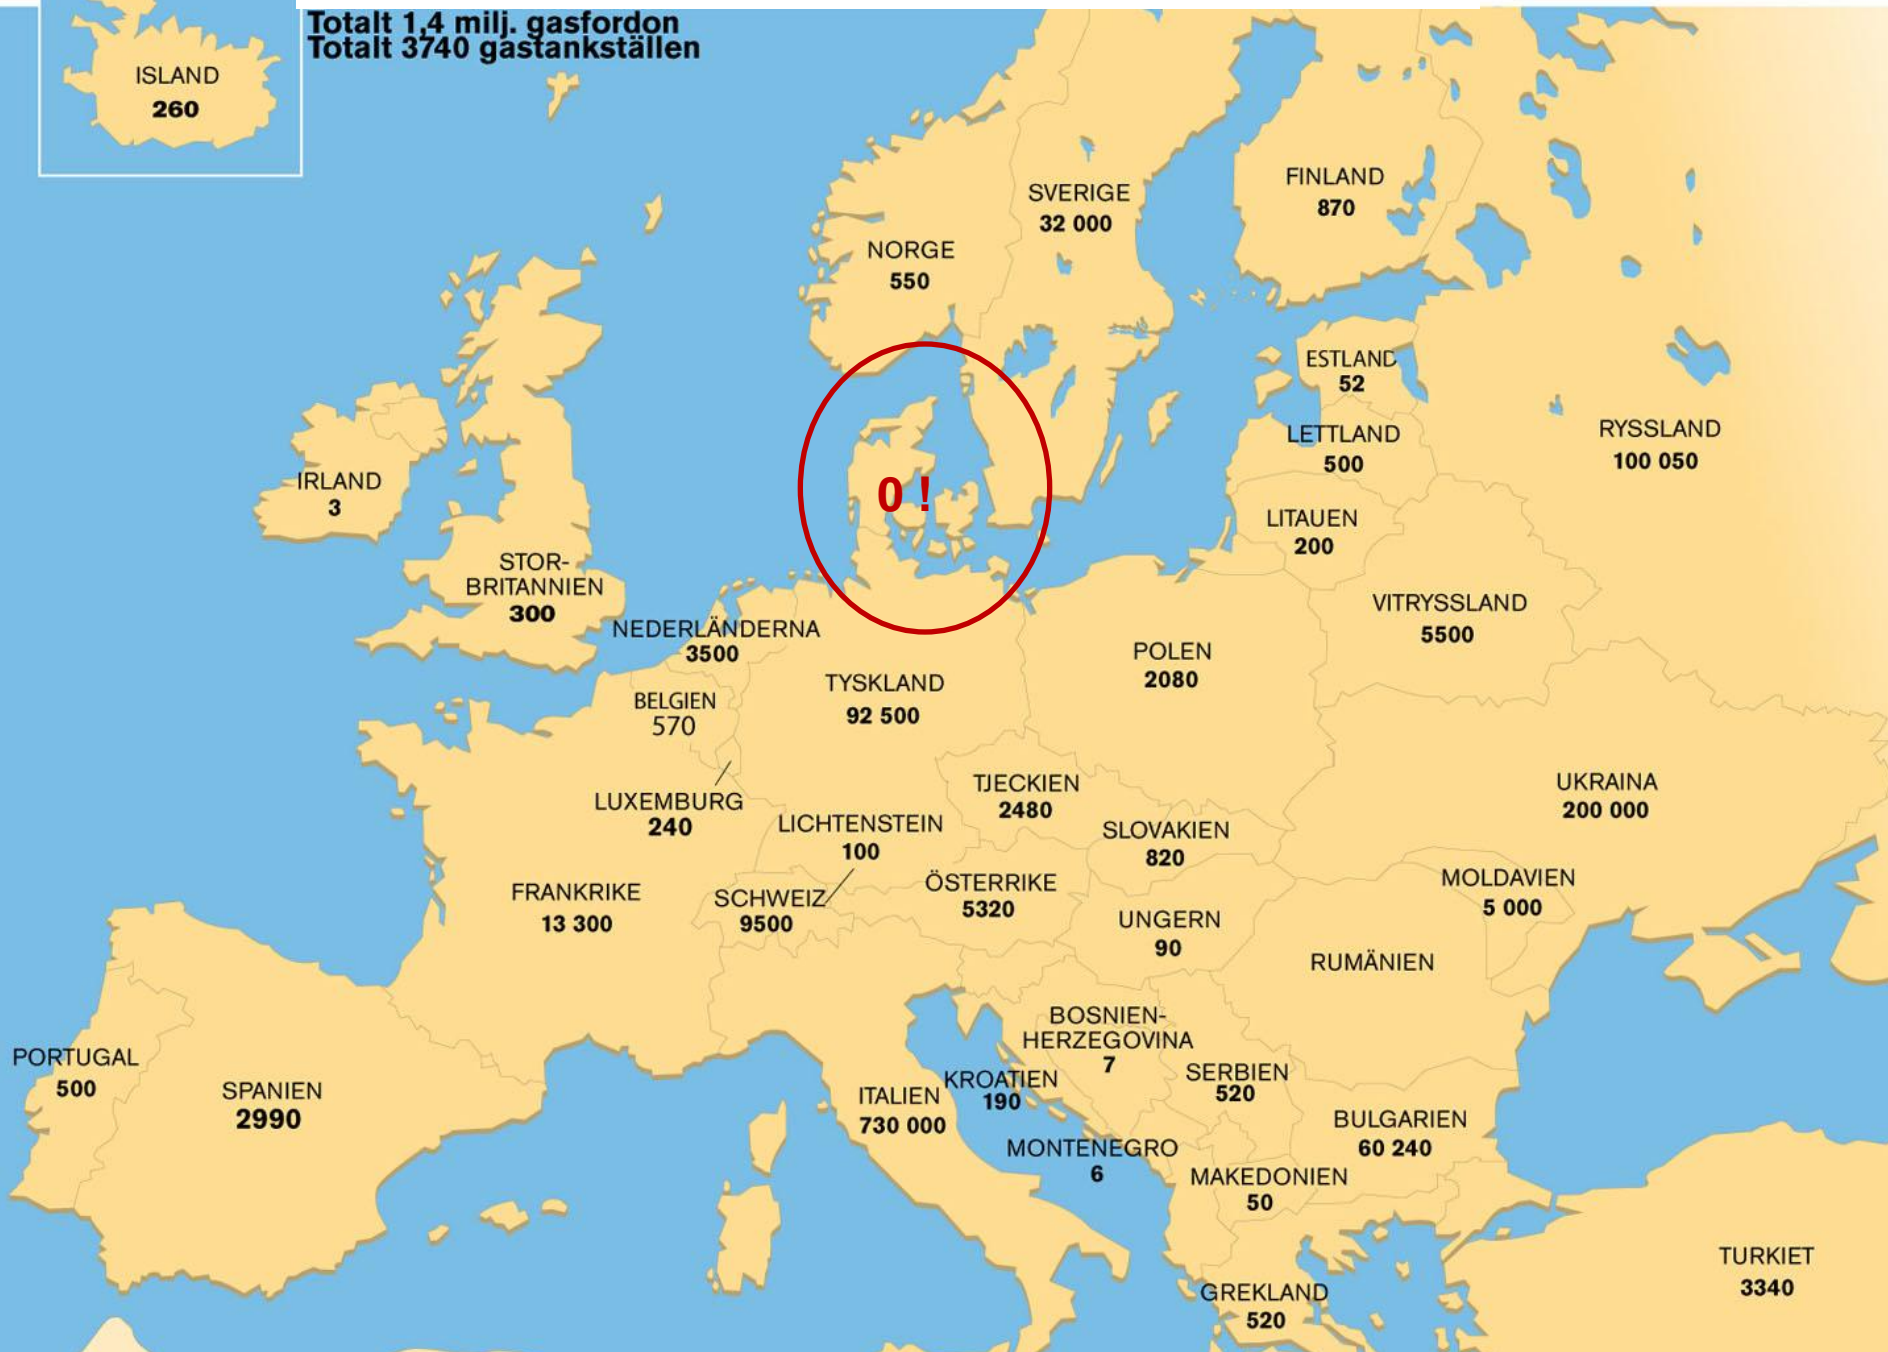 Totalt 1,4 milj. gasfordon
Totalt 3740 gastankställen
ISLAND
260
FINLAND
870
SVERIGE
32 000
NORGE
550
ESTLAND
52
LETTLAND
500
RYSSLAND
100 050
IRLAND
3
0 !
LITAUEN
200
STOR-
BRITANNIEN
300
VITRYSSLAND
5500
NEDERLÄNDERNA
3500
POLEN
2080
TYSKLAND
92 500
BELGIEN
570
TJECKIEN
2480
UKRAINA
200 000
LUXEMBURG
240
LICHTENSTEIN
100
SLOVAKIEN
820
FRANKRIKE
13 300
SCHWEIZ
9500
ÖSTERRIKE
5320
MOLDAVIEN
5 000
UNGERN
90
RUMÄNIEN
BOSNIEN-
HERZEGOVINA
7
PORTUGAL
500
SPANIEN
2990
ITALIEN
730 000
KROATIEN
190
SERBIEN
520
BULGARIEN
60 240
MONTENEGRO
6
MAKEDONIEN
50
TURKIET
3340
GREKLAND
520